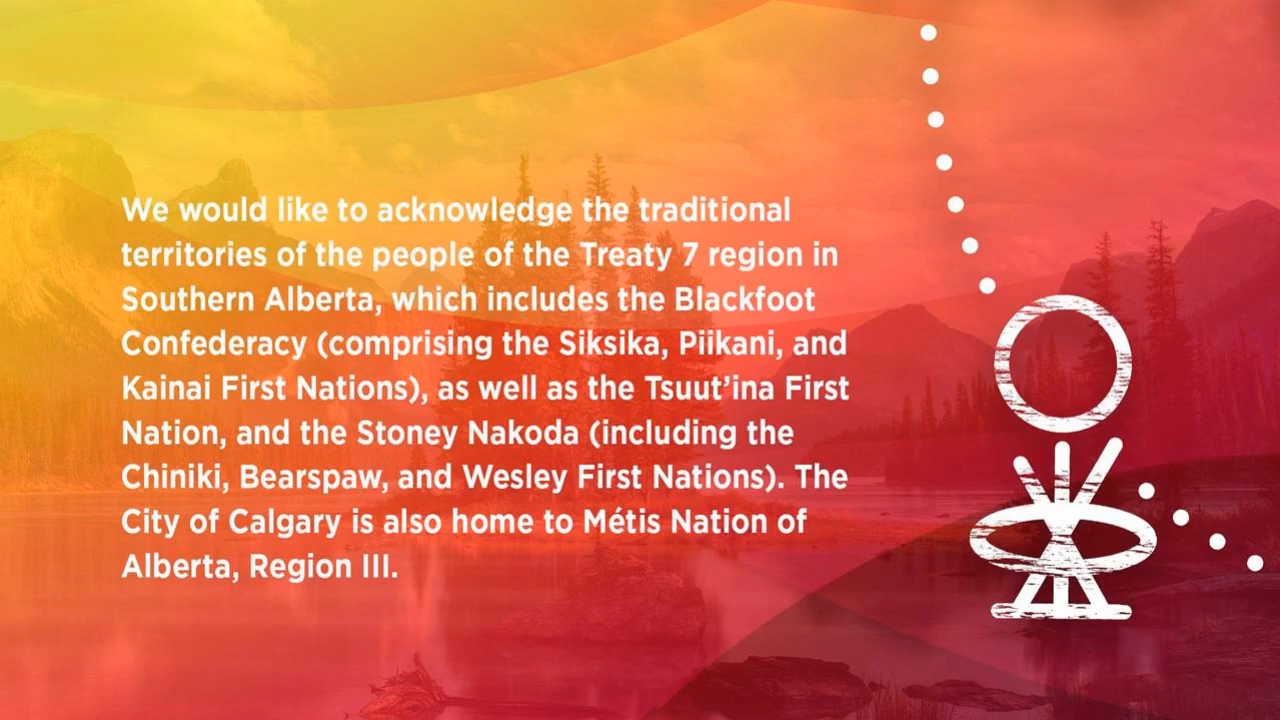 We would like to acknowledge the traditional
territories of the people of the Treaty 7 region in
Southern Alberta, which includes the Blackfoot
Confederacy (comprising the Siksika, Piikani, and
Kainai First Nations), as well as the Tsuut’ina First
Nation, and the Stoney Nakoda (including the
Chiniki, Bearspaw, and Wesley First Nations). The
City of Calgary is also home to Métis Nation of
Alberta, Region III.